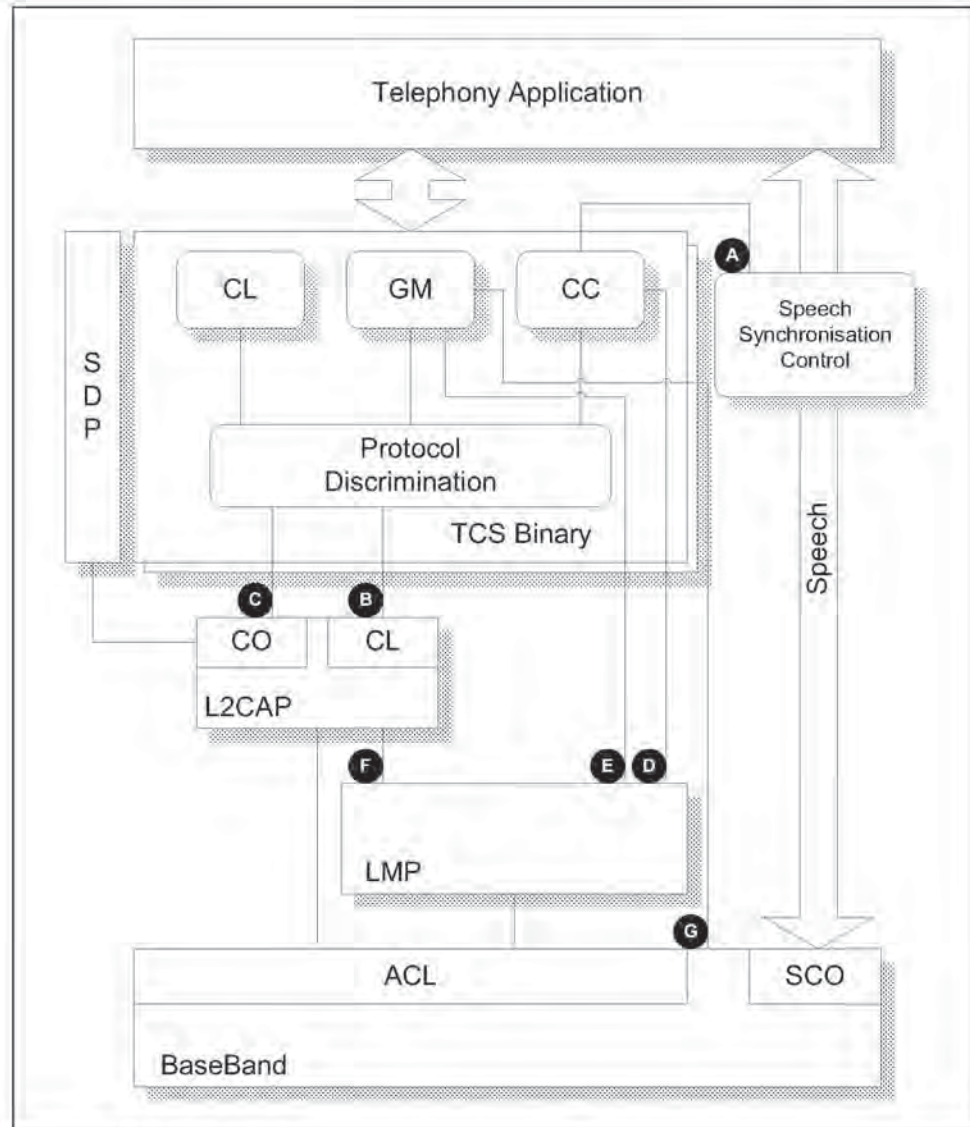 Telephony Application
A
CL
GM
CC
Speech
Synchronisation
Control
S
D
P
Protocol
Discrimination
TCS Binary
Speech
C
B
CO
CL
L2CAP
F
E
D
LMP
G
ACL
SCO
BaseBand